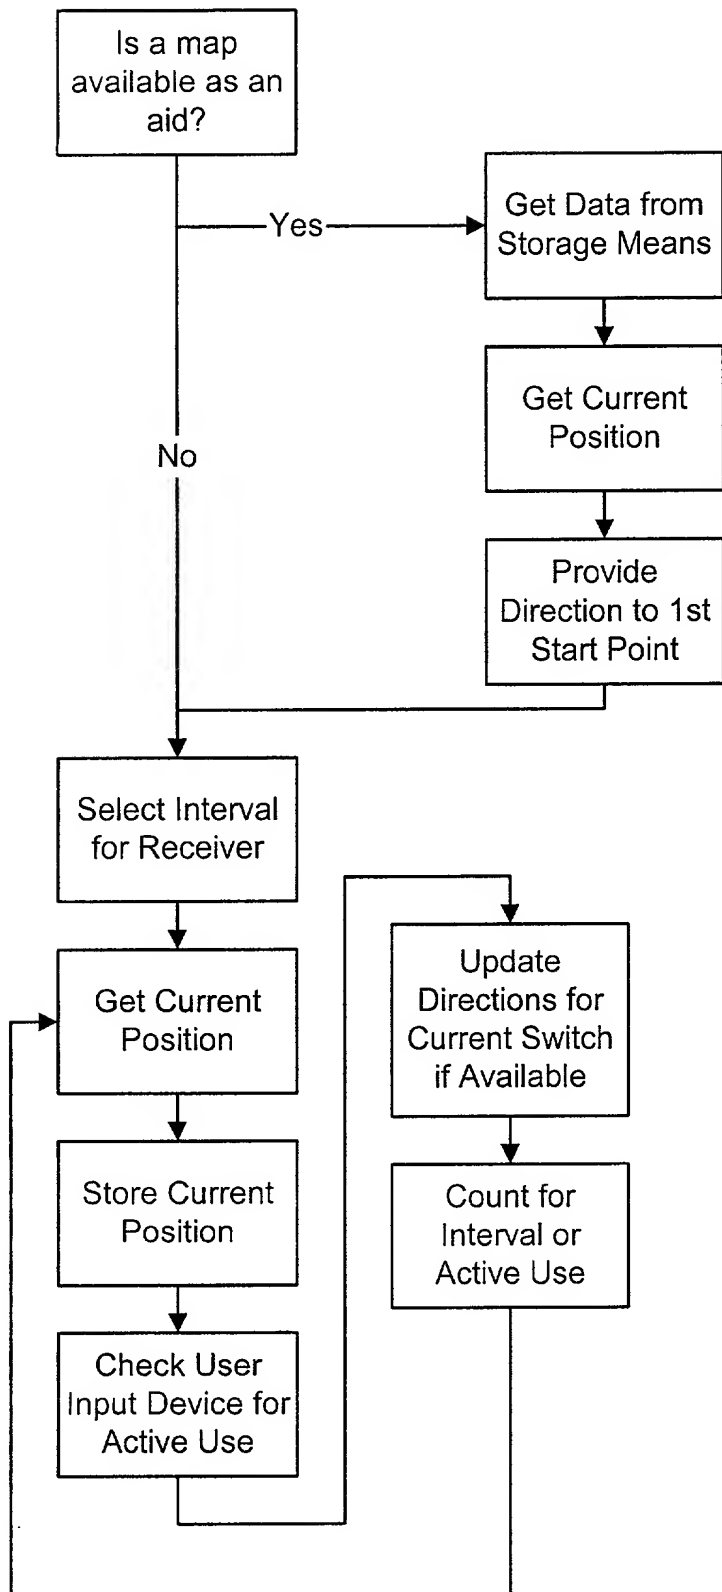 Is a map
available as an
aid?
Yes
Get Data from
Storage Means
Get Current
Position
No
Provide
Direction to 1st
Start Point
Select Interval
for Receiver
Get Current
Position
Store Current
Position
Check User
Input Device for
Active Use
Update
Directions for
Current Switch
if Available
Count for
Interval or
Active Use